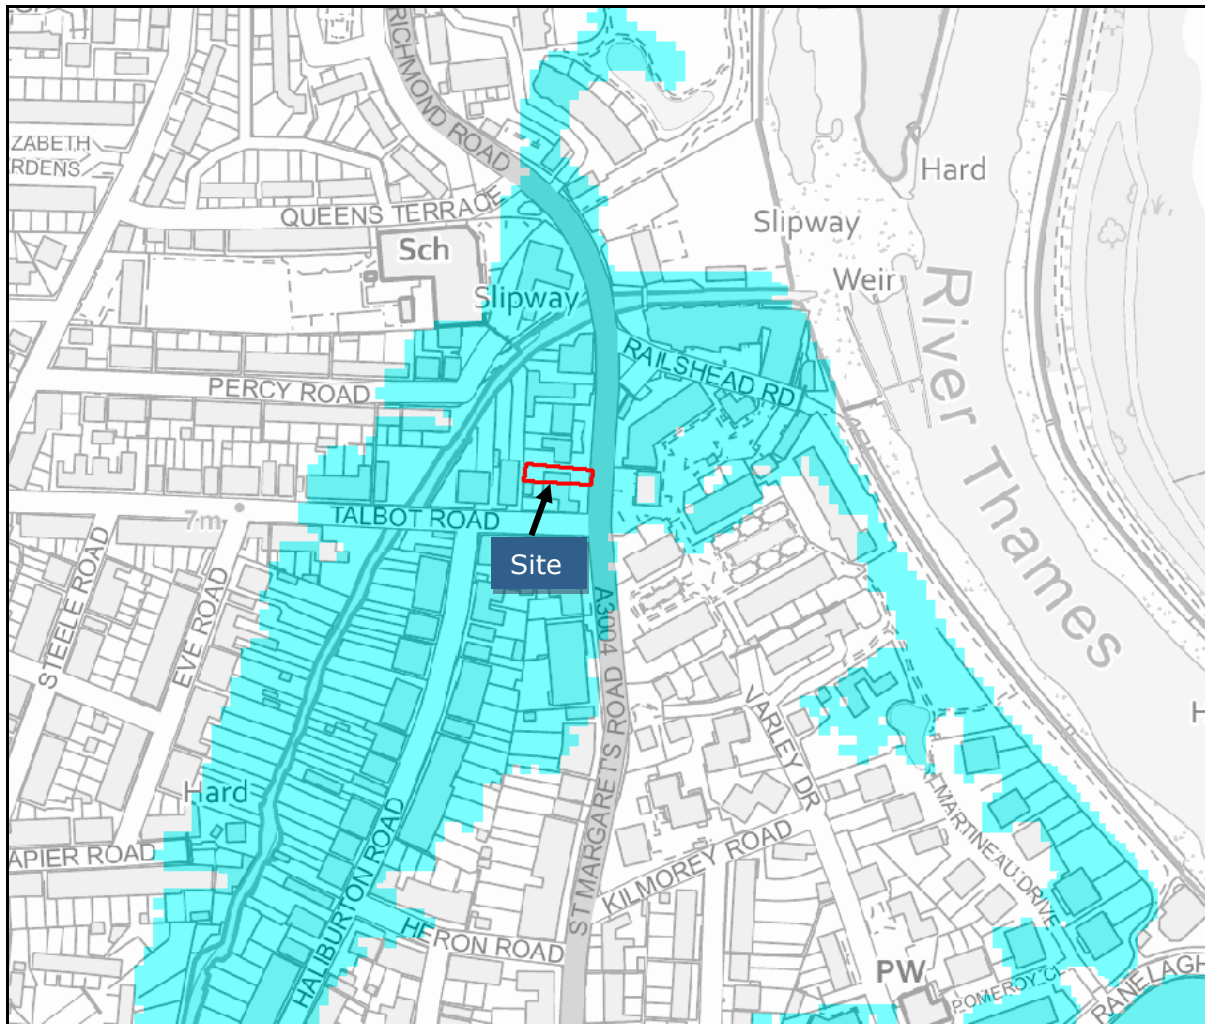 RICHMOND ROAD
ZABETH
RDENS
Hard
QUEENS TERRACE
Slipway
Sch
Weir
Slipway
River Thames
RAILSHEAD RD
PERCY ROAD
7m
TALBOT ROAD
Site
STEELE ROAD
EVE ROAD
A3004
ST MARGARETS ROAD
VARLEY DR
H
Hard
MARTINEAU DRIVE
APIER ROAD
KILMOREY ROAD
HALIBURTON ROAD
HERON ROAD
PW
POMEROY CL
RANELAGH